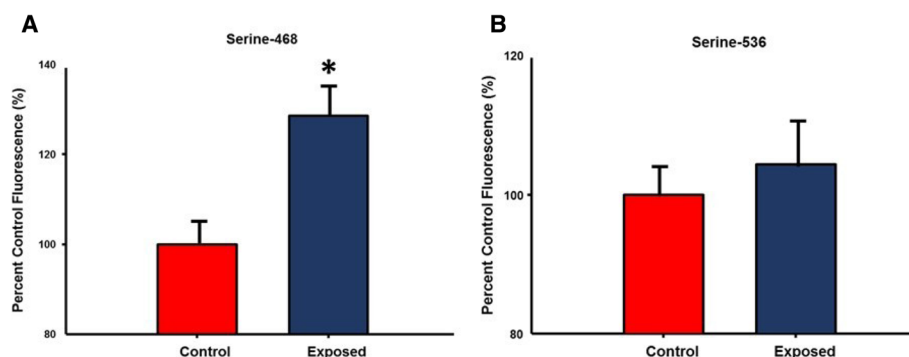 A
Serine-468
Percent Control Fluorescence (%)
140
*
120
100
80
Control Exposed
B
Serine-536
Percent Control Fluorescence (%)
120
100
80
Control Exposed